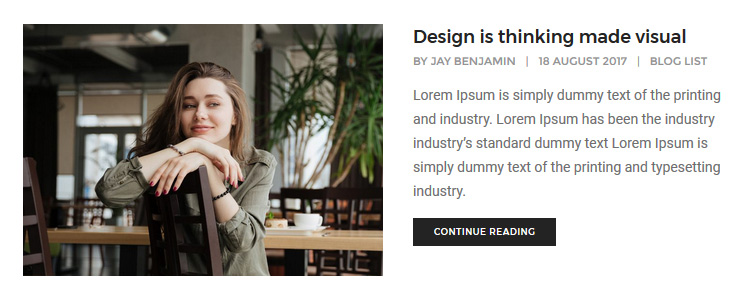 Design is thinking made visual
BY JAY BENJAMIN | 18 AUGUST 2017 | BLOG LIST
Lorem Ipsum is simply dummy text of the printing
and industry. Lorem Ipsum has been the industry
industry's standard dummy text Lorem Ipsum is
simply dummy text of the printing and typesetting
industry.
CONTINUE READING